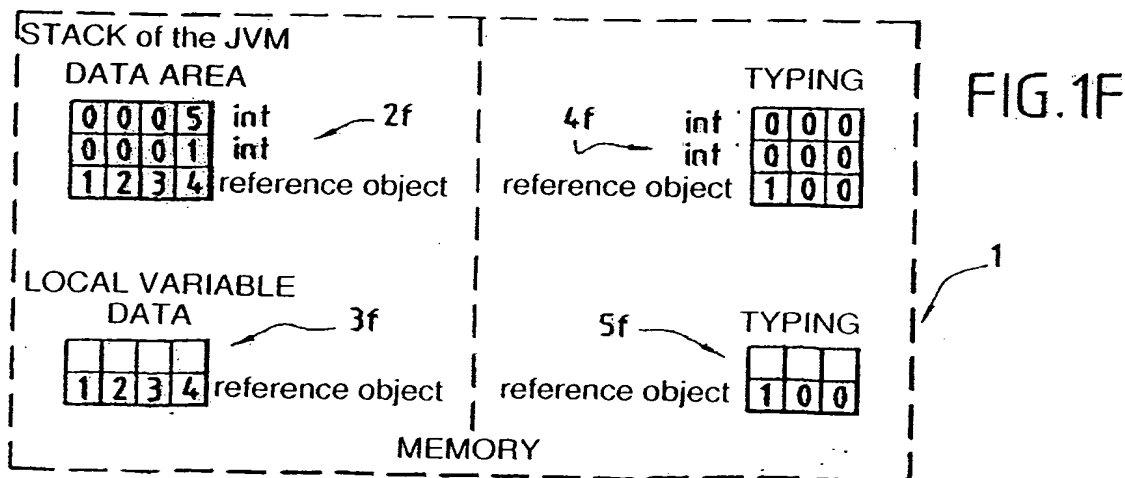 STACK of the JVM
DATA AREA
TYPING
FIG.1F
0 0 0 5 int
2f
4f
int 0 0 0
0 0 0 1 int
int 0 0 0
1 2 3 4 reference object
reference object 1 0 0
1
LOCAL VARIABLE
DATA
3f
5f
TYPING
1 2 3 4 reference object
reference object 1 0 0
MEMORY